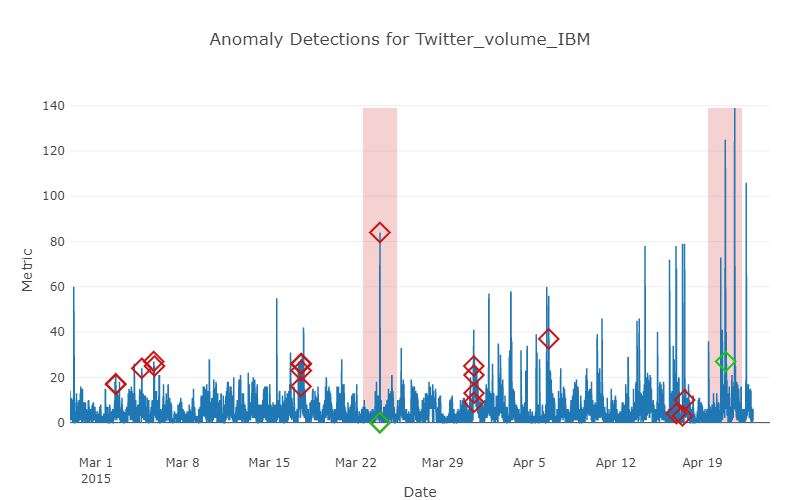 Anomaly Detections for Twitter_volume_IBM
140
120
100
80
60
40
20
0
Metric
Mar 1
2015
Mar 8
Mar 15
Mar 22
Mar 29
Apr 5
Apr 12
Apr 19
Date